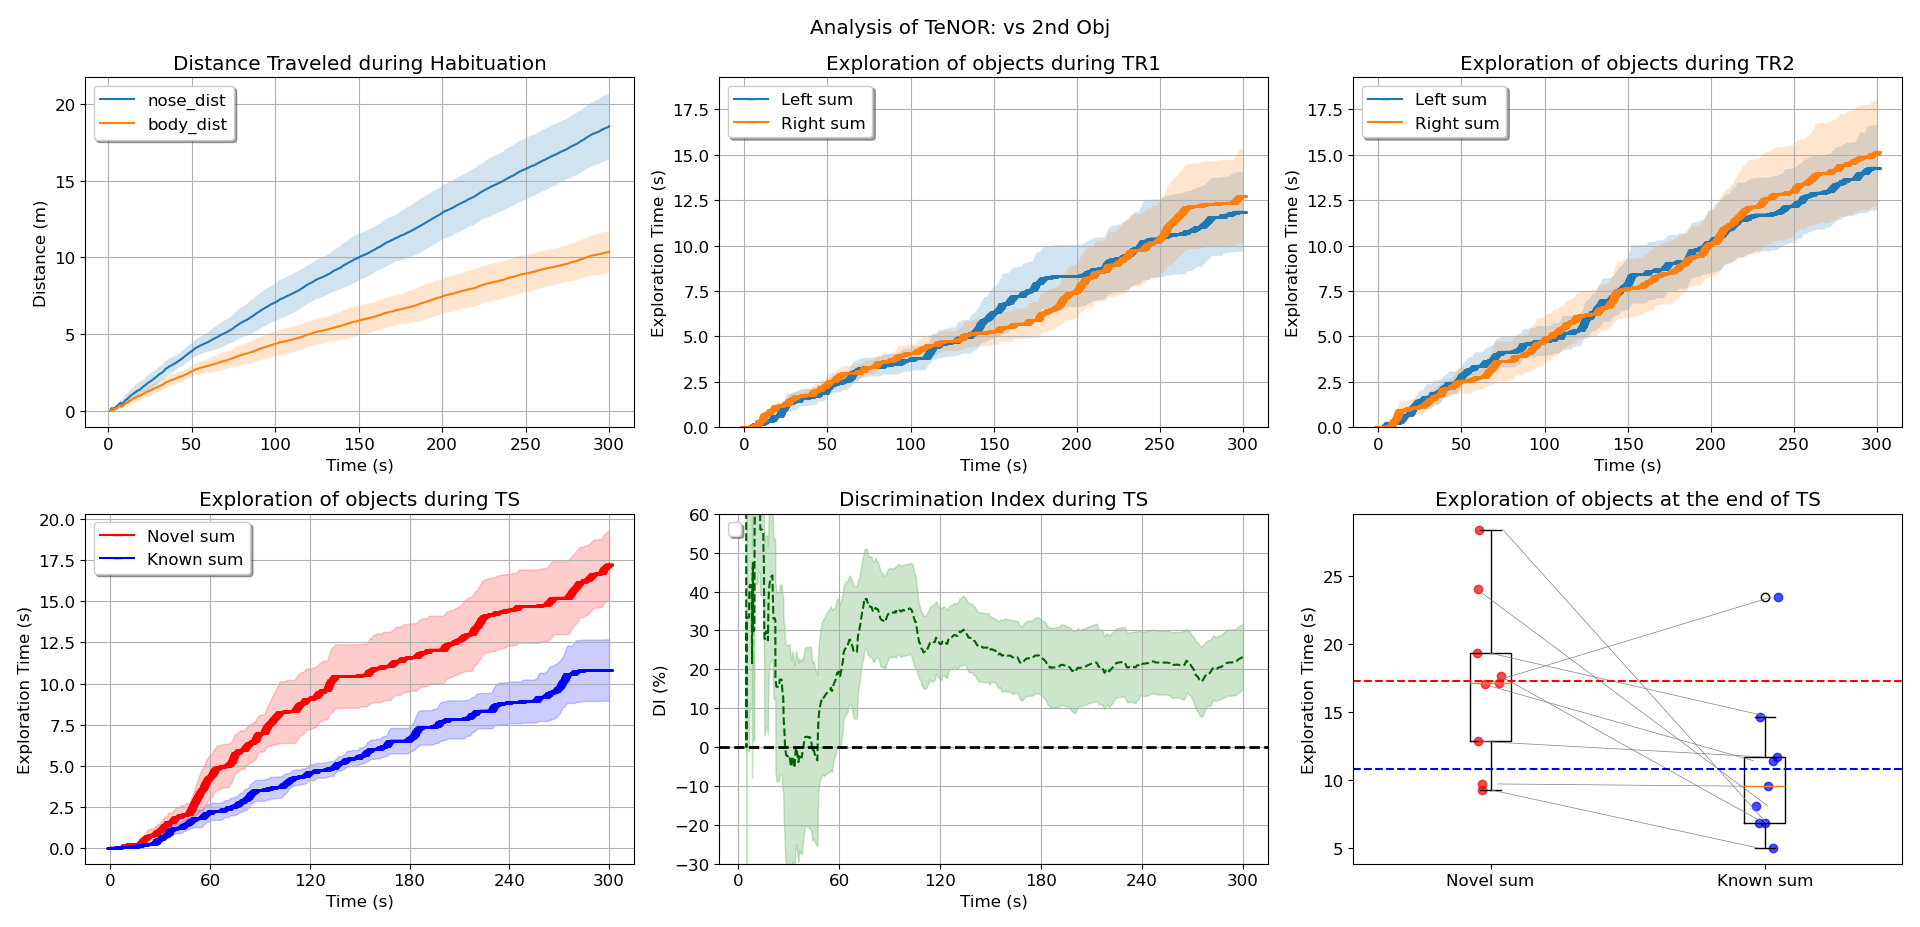 Analysis of TeNOR: vs 2nd Obj
Distance Traveled during Habituation
nose_dist
body_dist
20
15
10
5
0
Distance (m)
0 50 100 150 200 250 300
Time (s)
Exploration of objects during TR1
Left sum
Right sum
17.5
15.0
12.5
10.0
7.5
5.0
2.5
0.0
Exploration Time (s)
0 50 100 150 200 250 300
Time (s)
Exploration of objects during TR2
Left sum
Right sum
17.5
15.0
12.5
10.0
7.5
5.0
2.5
0.0
Exploration Time (s)
0 50 100 150 200 250 300
Time (s)
Exploration of objects during TS
Novel sum
Known sum
20.0
17.5
15.0
12.5
10.0
7.5
5.0
2.5
0.0
Exploration Time (s)
0 60 120 180 240 300
Time (s)
Discrimination Index during TS
60
50
40
30
20
10
0
−10
−20
−30
DI (%)
0 60 120 180 240 300
Time (s)
Exploration of objects at the end of TS
25
20
15
10
5
Exploration Time (s)
Novel sum Known sum